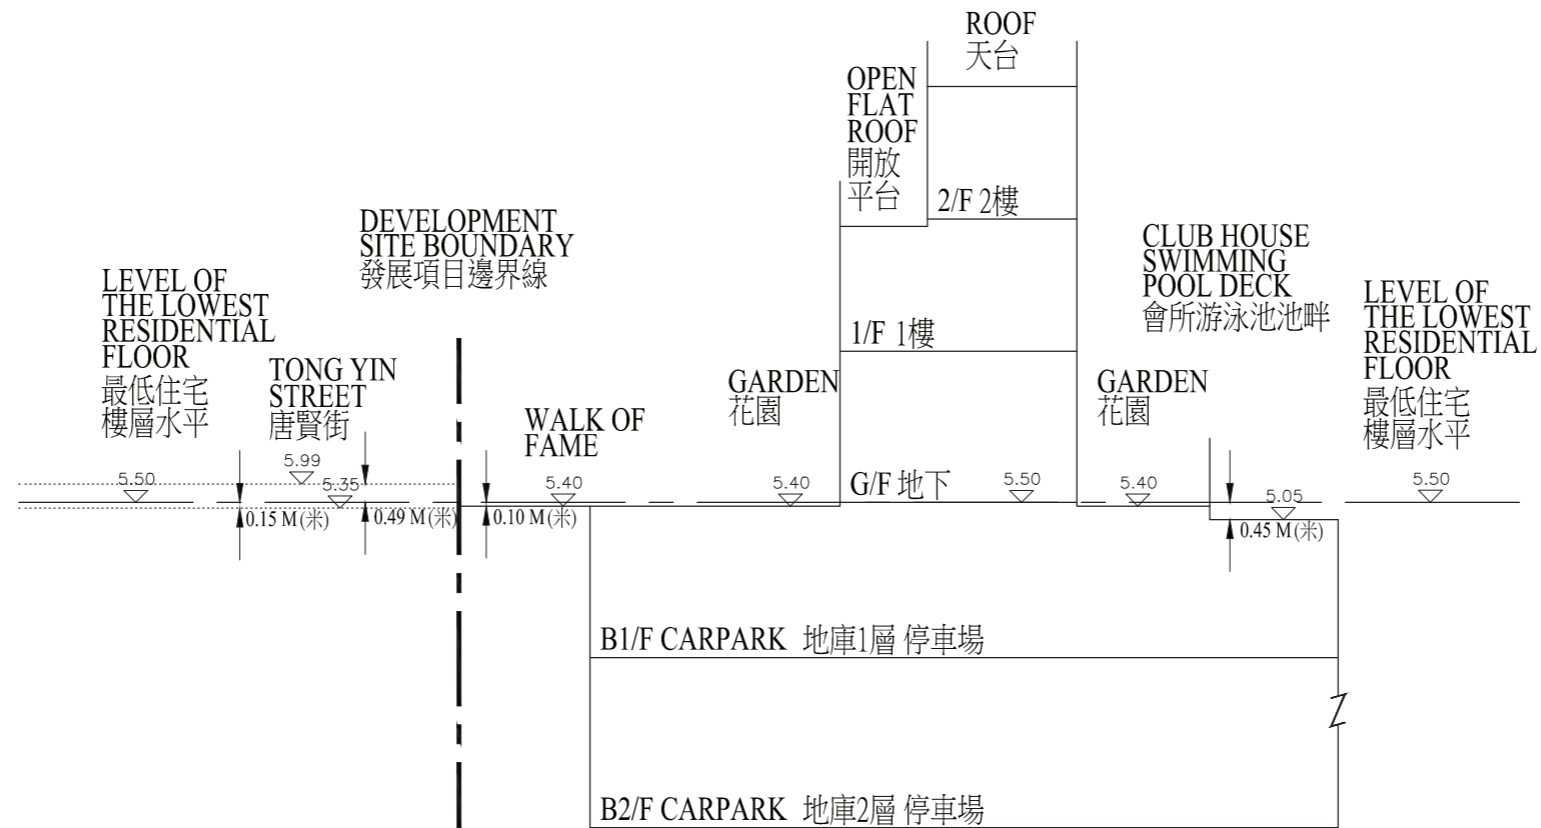 ROOF
天台
OPEN
FLAT
ROOF
開放
平台
2/F 2樓
DEVELOPMENT
SITE BOUNDARY
發展項目邊界線
CLUB HOUSE
SWIMMING
POOL DECK
會所游泳池池畔
LEVEL OF
THE LOWEST
RESIDENTIAL
FLOOR
最低住宅
樓層水平
LEVEL OF
THE LOWEST
RESIDENTIAL
FLOOR
最低住宅
樓層水平
1/F 1樓
TONG YIN
STREET
唐賢街
GARDEN
花園
GARDEN
花園
WALK OF
FAME
5.50
5.99
5.35
5.40
5.40
G/F 地下
5.50
5.40
5.05
5.50
0.15 M(米)
0.49 M(米)
0.10 M(米)
0.45 M(米)
B1/F CARPARK 地庫1層 停車場
B2/F CARPARK 地庫2層 停車場